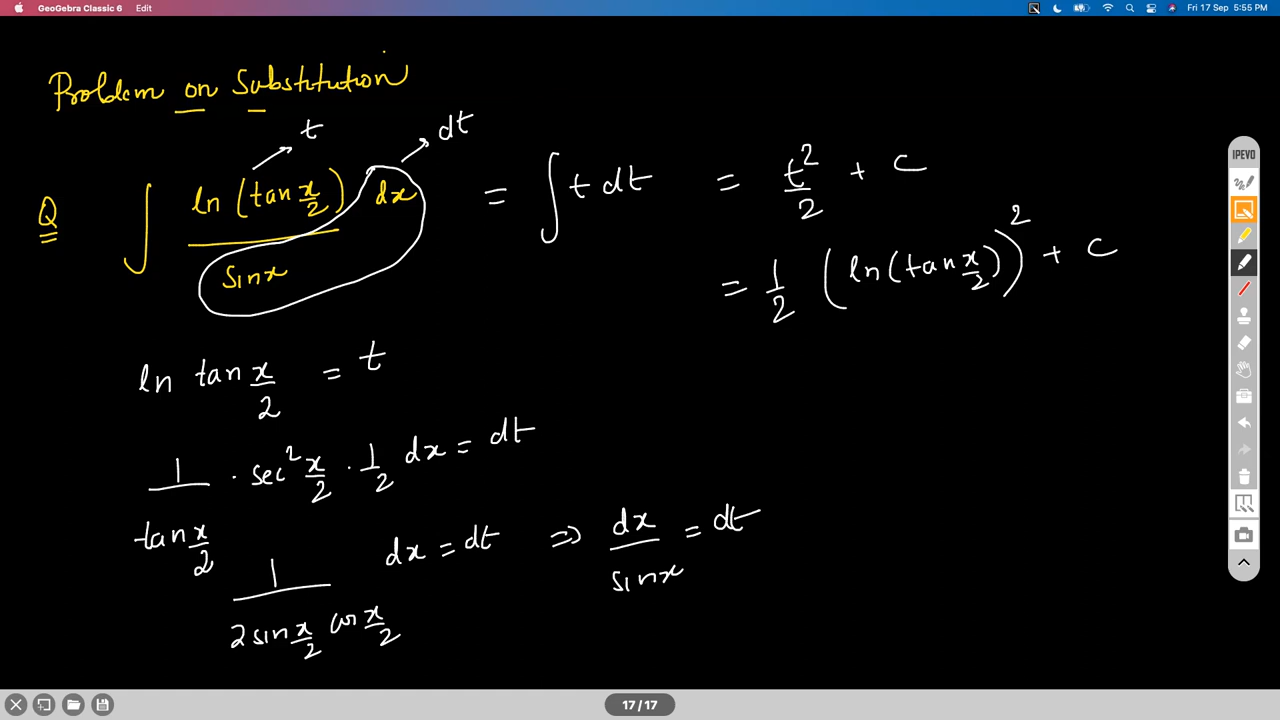 GeoGebra Classic 6 Edit
Fri 17 Sep 5:55 PM
Problem on Substitution
t
dt
Q ∫ ln(tan x/2) dx / sinx = ∫ t dt = t²/2 + c
= 1/2 (ln(tan x/2))² + c
ln tan x/2 = t
1/tan x/2 · sec² x/2 · 1/2 dx = dt
1/(2 sin x/2 cos x/2) dx = dt ⇒ dx/sinx = dt
IPEVO
17/17